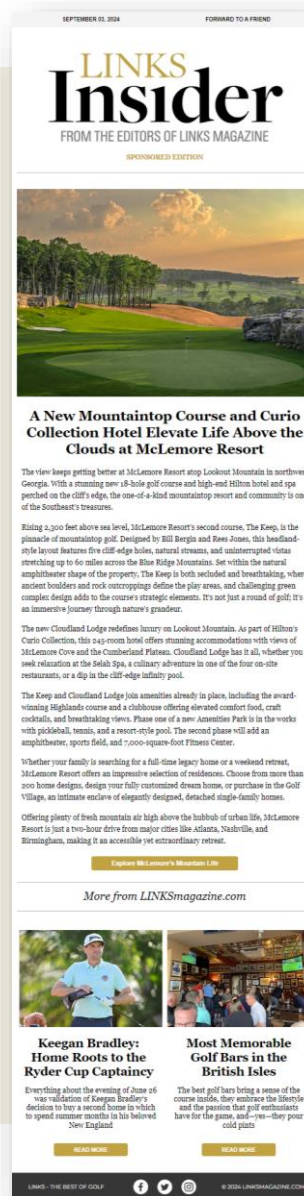 SEPTEMBER 03, 2024 FORWARD TO A FRIEND
LINKS
Insider
FROM THE EDITORS OF LINKS MAGAZINE
SPONSORED EDITION
A New Mountaintop Course and Curio
Collection Hotel Elevate Life Above the
Clouds at McLemore Resort
The view keeps getting better at McLemore Resort atop Lookout Mountain in northwes
Georgia. With a stunning new 18-hole golf course and high-end Hilton hotel and spa
perched on the cliff's edge, the one-of-a-kind mountaintop resort and community is one
of the Southeast's treasures.
Rising 2,300 feet above sea level, McLemore Resort's second course, The Keep, is the
pinnacle of mountaintop golf. Designed by Bill Bergin and Rees Jones, this headland-
style layout features five cliff-edge holes, natural streams, and uninterrupted vistas
stretching up to 60 miles across the Blue Ridge Mountains. Set within the natural
amphitheater shape of the property, The Keep is both secluded and breathtaking, wher
ancient boulders and rock outcroppings define the play areas, and challenging green
complex design adds to the course's strategic elements. It's not just a round of golf; it's
an immersive journey through nature's grandeur.
The new Cloudland Lodge redefines luxury on Lookout Mountain. As part of Hilton's
Curio Collection, this 245-room hotel offers stunning accommodations with views of
McLemore Cove and the Cumberland Plateau. Cloudland Lodge has it all, whether you
seek relaxation at the Selah Spa, a culinary adventure in one of the four on-site
restaurants, or a dip in the cliff-edge infinity pool.
The Keep and Cloudland Lodge join amenities already in place, including the award-
winning Highlands course and a clubhouse offering elevated comfort food, craft
cocktails, and breathtaking views. Phase one of a new Amenities Park is in the works
with pickleball, tennis, and a resort-style pool. The second phase will add an
amphitheater, sports field, and 7,000-square-foot Fitness Center.
Whether your family is searching for a full-time legacy home or a weekend retreat,
McLemore Resort offers an impressive selection of residences. Choose from more than
200 home designs, design your fully customized dream home, or purchase in the Golf
Village, an intimate enclave of elegantly designed, detached single-family homes.
Offering plenty of fresh mountain air high above the hubbub of urban life, McLemore
Resort is just a two-hour drive from major cities like Atlanta, Nashville, and
Birmingham, making it an accessible yet extraordinary retreat.
Explore McLemore's Mountain Life
More from LINKSmagazine.com
Keegan Bradley:
Home Roots to the
Ryder Cup Captaincy
Everything about the evening of June 26
was validation of Keegan Bradley's
decision to buy a second home in which
to spend summer months in his beloved
New England
READ MORE
Most Memorable
Golf Bars in the
British Isles
The best golf bars bring a sense of the
course inside, they embrace the lifestyle
and the passion that golf enthusiasts
have for the game, and—yes—they pour
cold pints
READ MORE
LINKS - THE BEST OF GOLF © 2024 LINKSMAGAZINE.COM